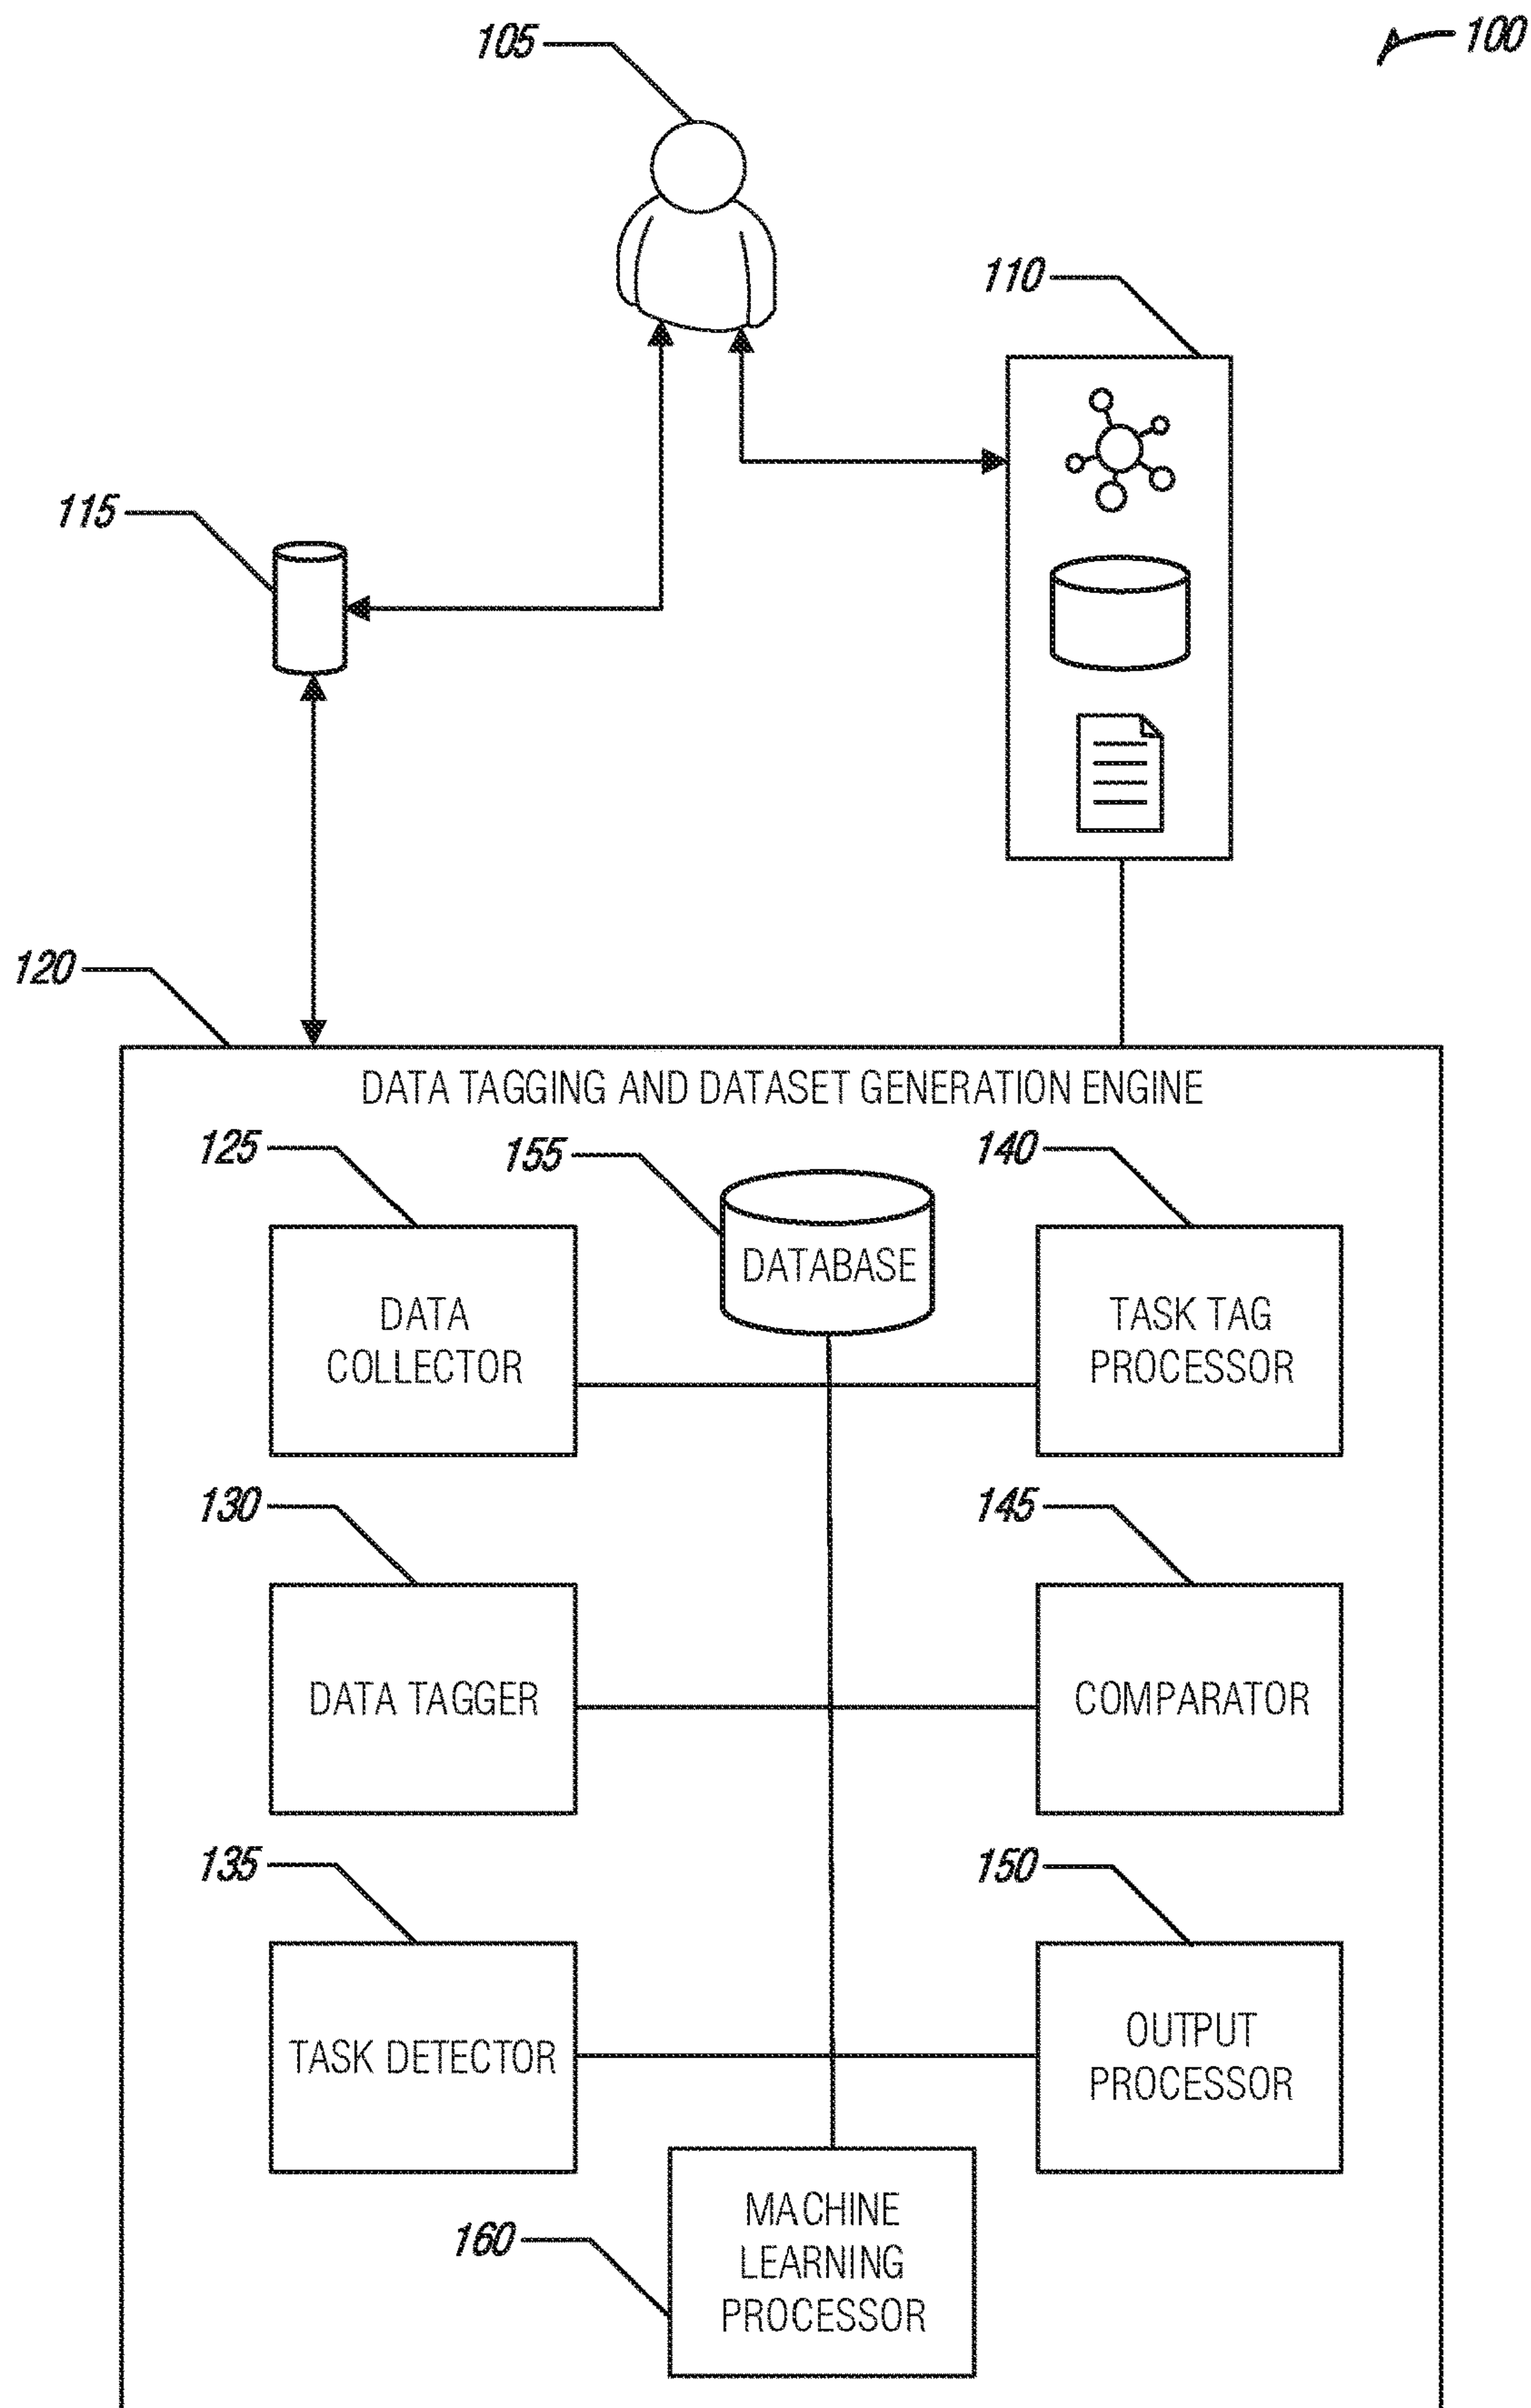 100
105
110
115
120
DATA TAGGING AND DATASET GENERATION ENGINE
125
155
140
DATABASE
DATA
COLLECTOR
TASK TAG
PROCESSOR
130
145
DATA TAGGER
COMPARATOR
135
150
TASK DETECTOR
OUTPUT
PROCESSOR
160
MACHINE
LEARNING
PROCESSOR